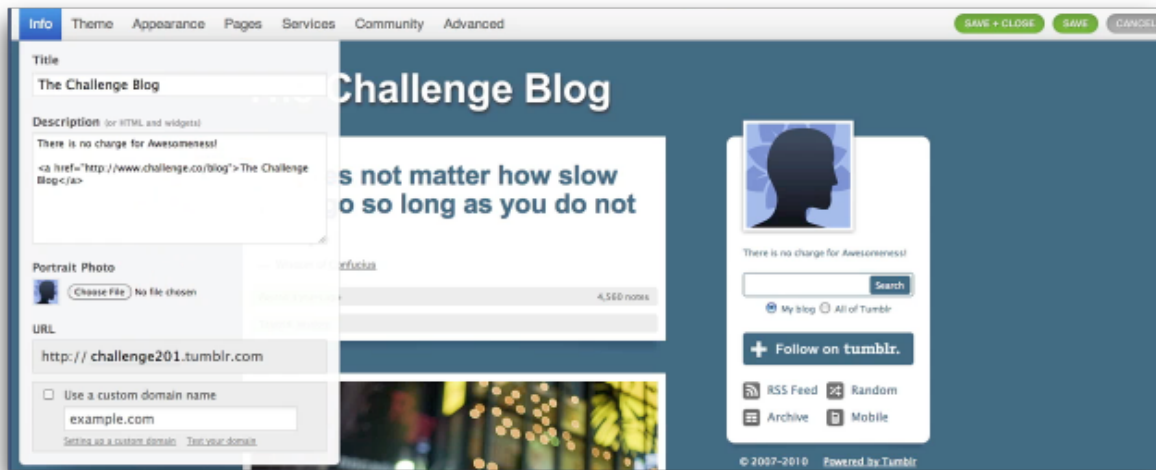 Info Theme Appearance Pages Services Community Advanced SAVE + CLOSE SAVE CANCEL
Title
The Challenge Blog
Challenge Blog
Description (or HTML and widgets)
There is no charge for Awesomeness!
<a href="http://www.challenge.co/blog">The Challenge
Blog</a>
not matter how slow
so long as you do not
Portrait Photo
Choose File No file chosen
URL
http:// challenge201.tumblr.com
Use a custom domain name
example.com
Setting up a custom domain Test your domain
4,560 notes
There is no charge for Awesomeness!
Search
My blog All of Tumblr
+ Follow on tumblr.
RSS Feed Random
Archive Mobile
© 2007-2010 Powered by Tumblr